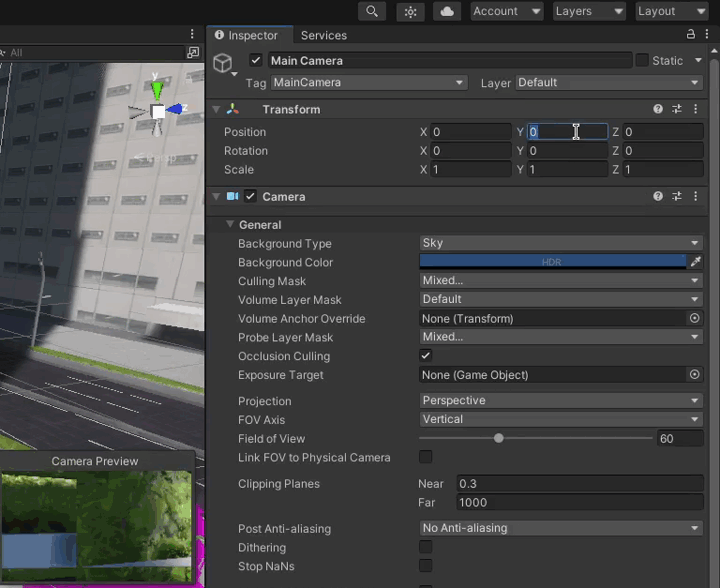 Account Layers Layout
All
Inspector Services
Main Camera Static
Tag MainCamera Layer Default
Transform
Position X 0 Y 0 Z 0
Rotation X 0 Y 0 Z 0
Scale X 1 Y 1 Z 1
Camera
General
Background Type Sky
Background Color HDR
Culling Mask Mixed...
Volume Layer Mask Default
Volume Anchor Override None (Transform)
Probe Layer Mask Mixed...
Occlusion Culling
Exposure Target None (Game Object)
Projection Perspective
FOV Axis Vertical
Field of View 60
Link FOV to Physical Camera
Clipping Planes Near 0.3
Far 1000
Post Anti-aliasing No Anti-aliasing
Dithering
Stop NaNs
y
z
Persp
Camera Preview